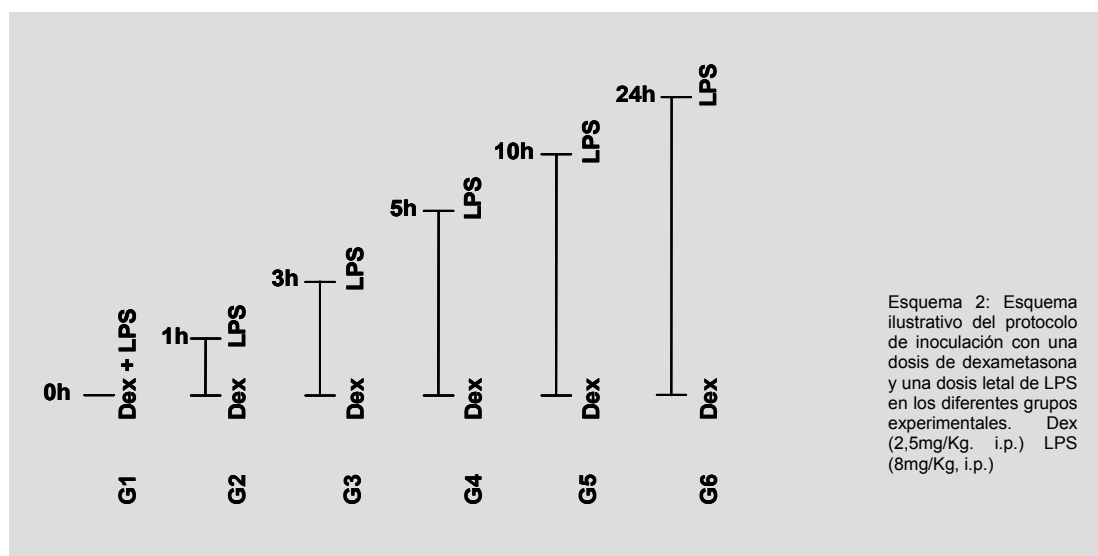 24h
LPS
10h
LPS
5h
LPS
3h
LPS
1h
LPS
0h
Dex + LPS
Dex
Dex
Dex
Dex
Dex
G1
G2
G3
G4
G5
G6
Esquema 2: Esquema
ilustrativo del protocolo
de inoculación con una
dosis de dexametasona
y una dosis letal de LPS
en los diferentes grupos
experimentales. Dex
(2,5mg/Kg. i.p.) LPS
(8mg/Kg, i.p.)